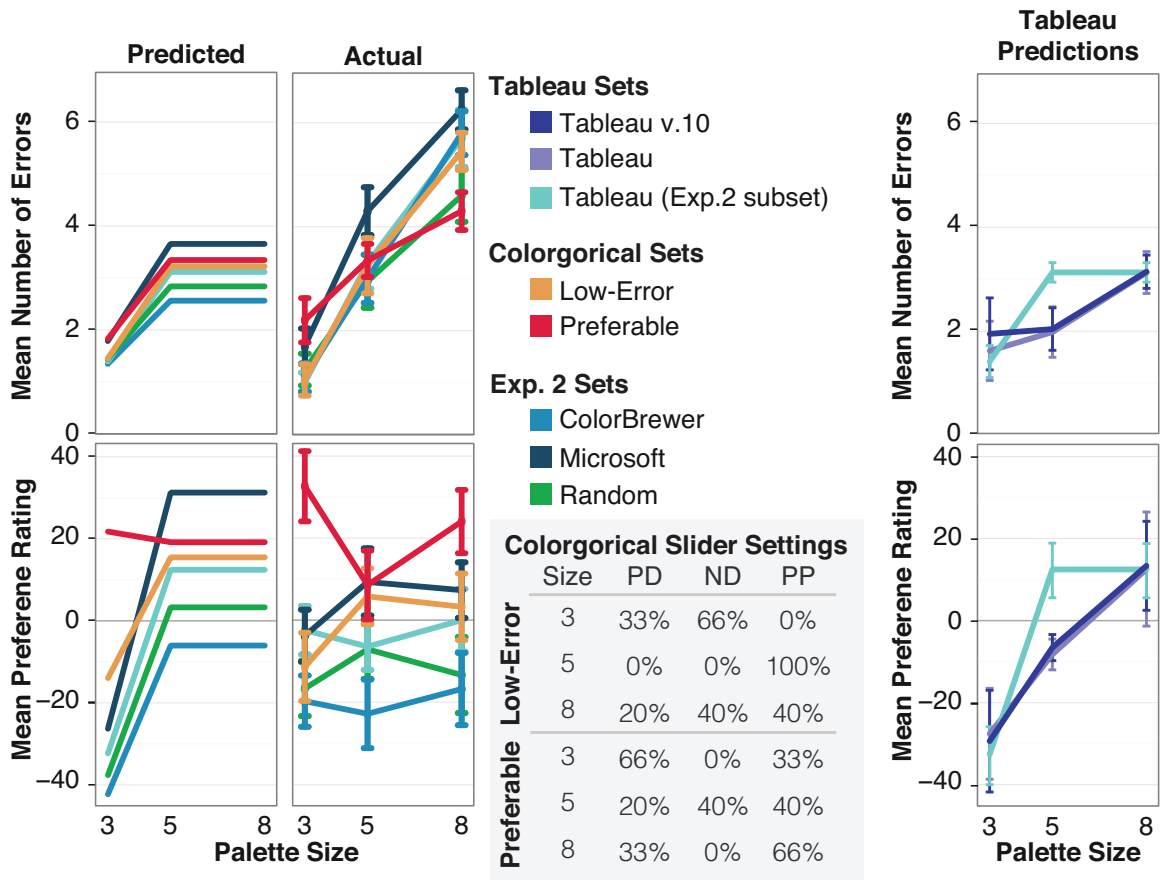 Predicted
Actual
Tableau
Predictions
Mean Number of Errors
6
4
2
0
Tableau Sets
Tableau v.10
Tableau
Tableau (Exp.2 subset)
Colorgorical Sets
Low-Error
Preferable
Exp. 2 Sets
ColorBrewer
Microsoft
Random
Mean Number of Errors
6
4
2
0
Mean Preferene Rating
40
20
0
−20
−40
3 5 8
3 5 8
Palette Size
Colorgorical Slider Settings
Size PD ND PP
Low-Error
3 33% 66% 0%
5 0% 0% 100%
8 20% 40% 40%
Preferable
3 66% 0% 33%
5 20% 40% 40%
8 33% 0% 66%
Mean Preferene Rating
40
20
0
−20
−40
3 5 8
Palette Size